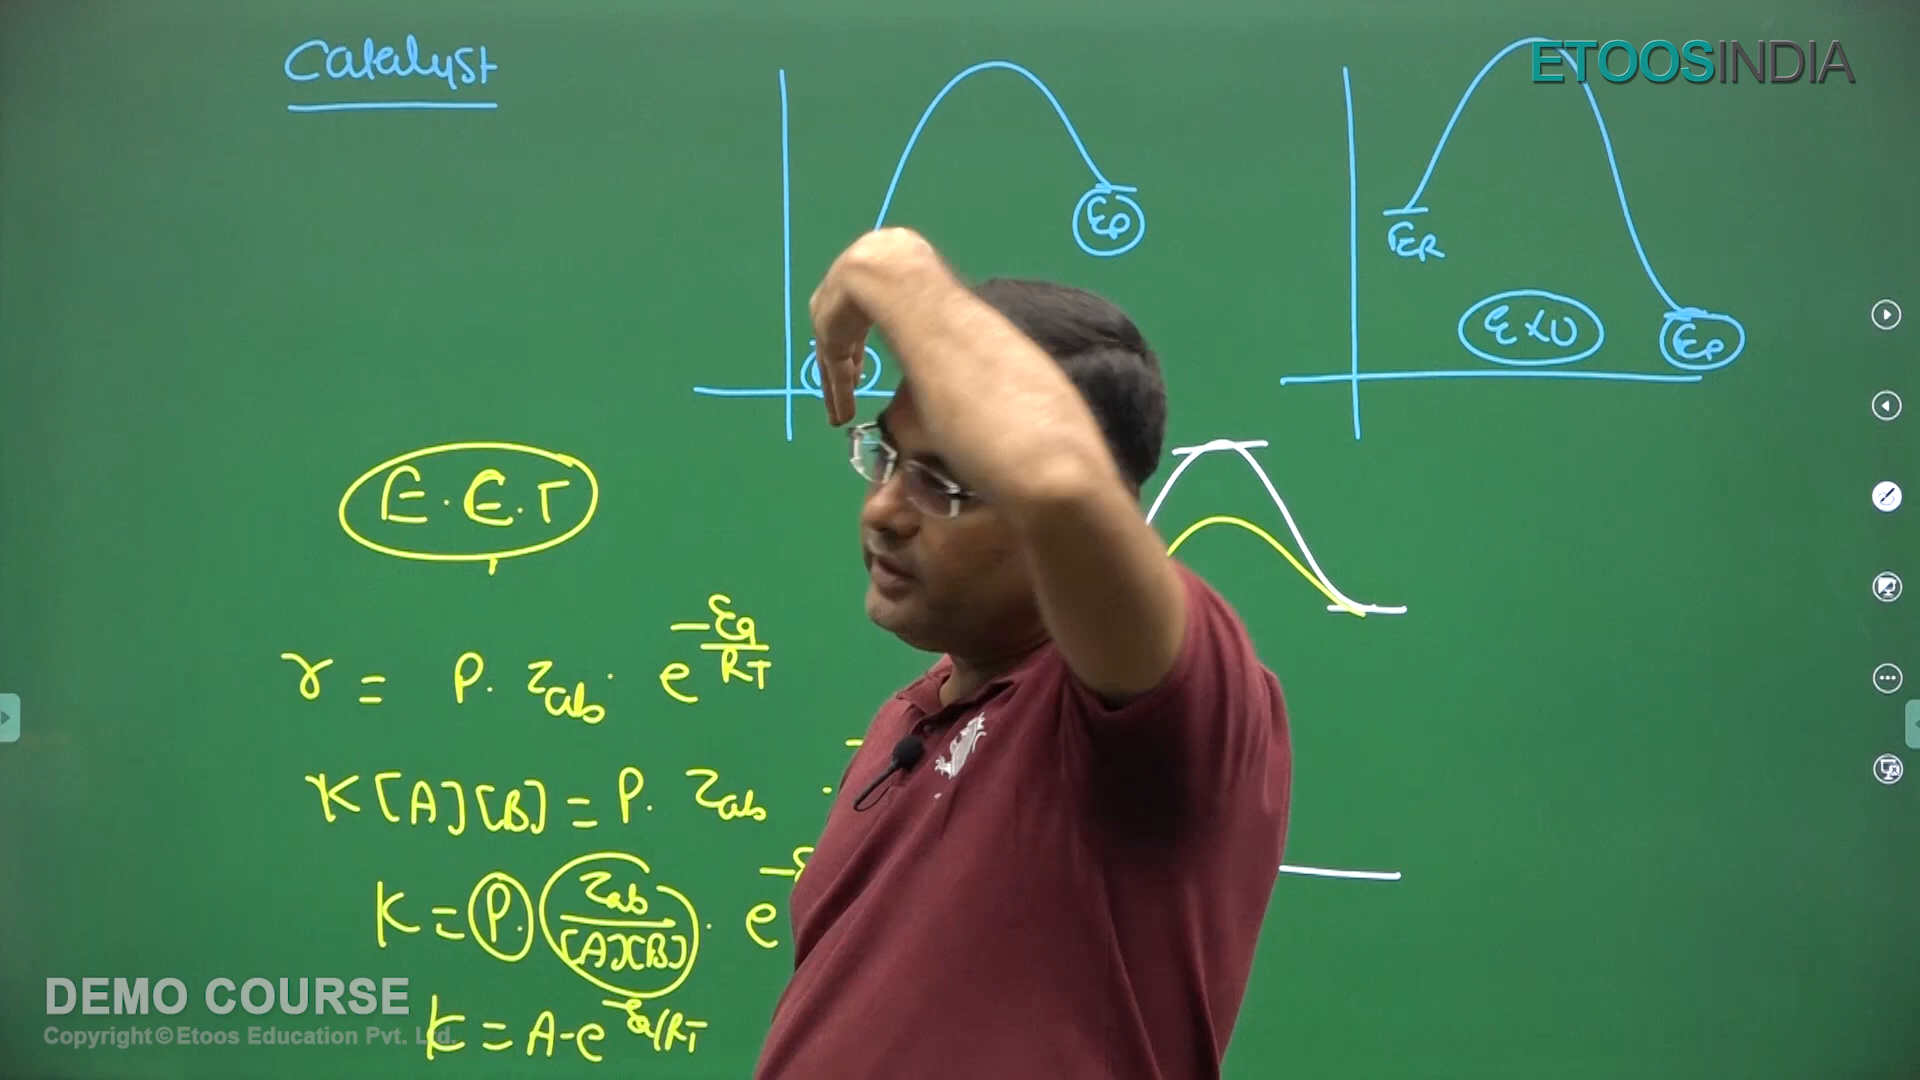 Catalyst
ETOOSINDIA
Ep
ER
Exo
Ep
E.E.T
r = P. Zab. e^-Ea/RT
K[A][B] = P. Zab .
K = P. Zab/[A][B] . e
K = A-e^-Ea/RT
DEMO COURSE
Copyright © Etoos Education Pvt. Ltd.